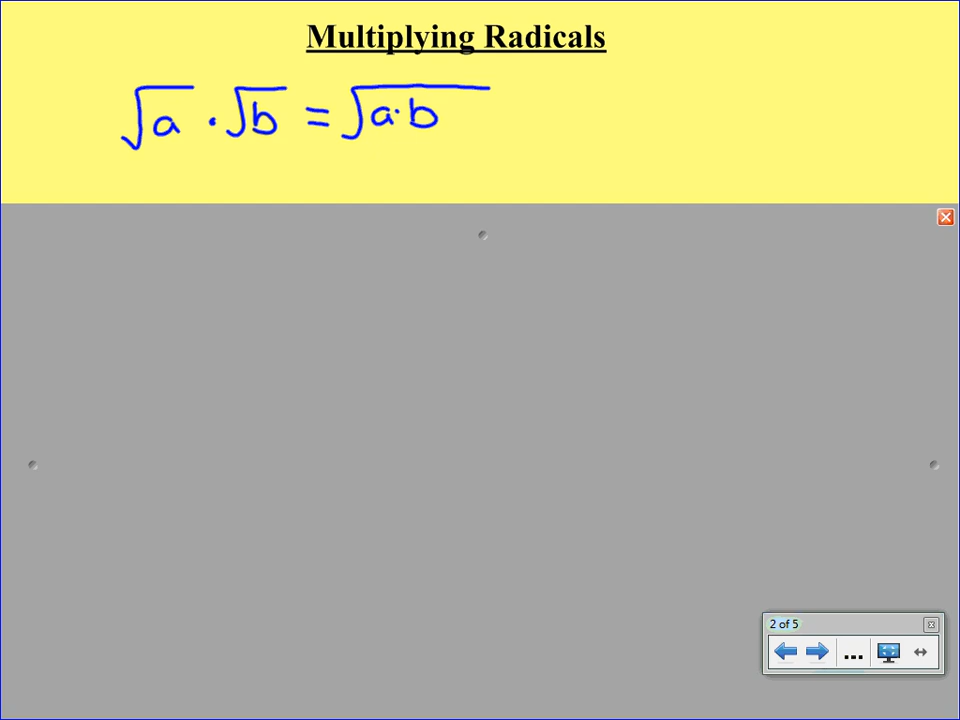 Multiplying Radicals
√a · √b = √a·b
2 of 5
...